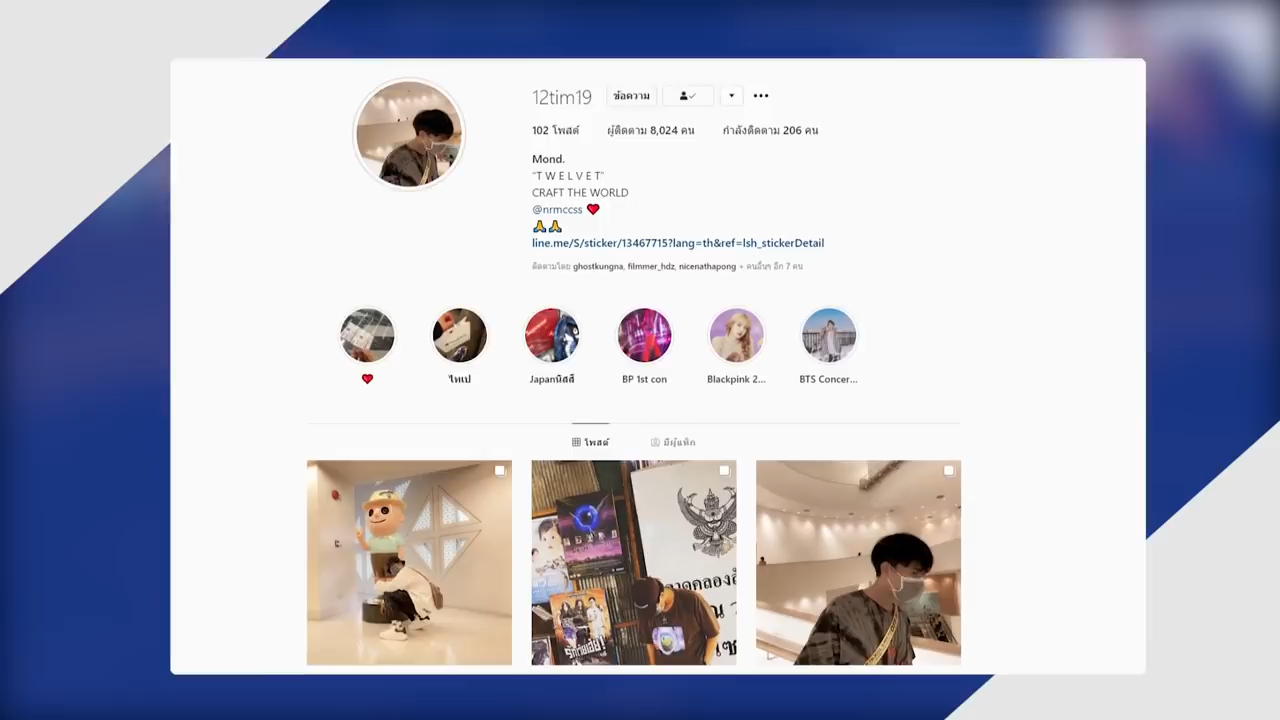 12tim19 ข้อความ
102 โพสต์ ผู้ติดตาม 8,024 คน กำลังติดตาม 206 คน
Mond.
"T W E L V E T"
CRAFT THE WORLD
@nrmccss ❤️
🙏🙏
line.me/S/sticker/13467715?lang=th&ref=lsh_stickerDetail
ติดตามโดย ghostkungna, filmmer_hdz, nicenathapong + คนอื่นๆ อีก 7 คน
❤️ ไทเป Japanนิสส์ BP 1st con Blackpink 2... BTS Concer...
โพสต์ มีผู้แท็ก